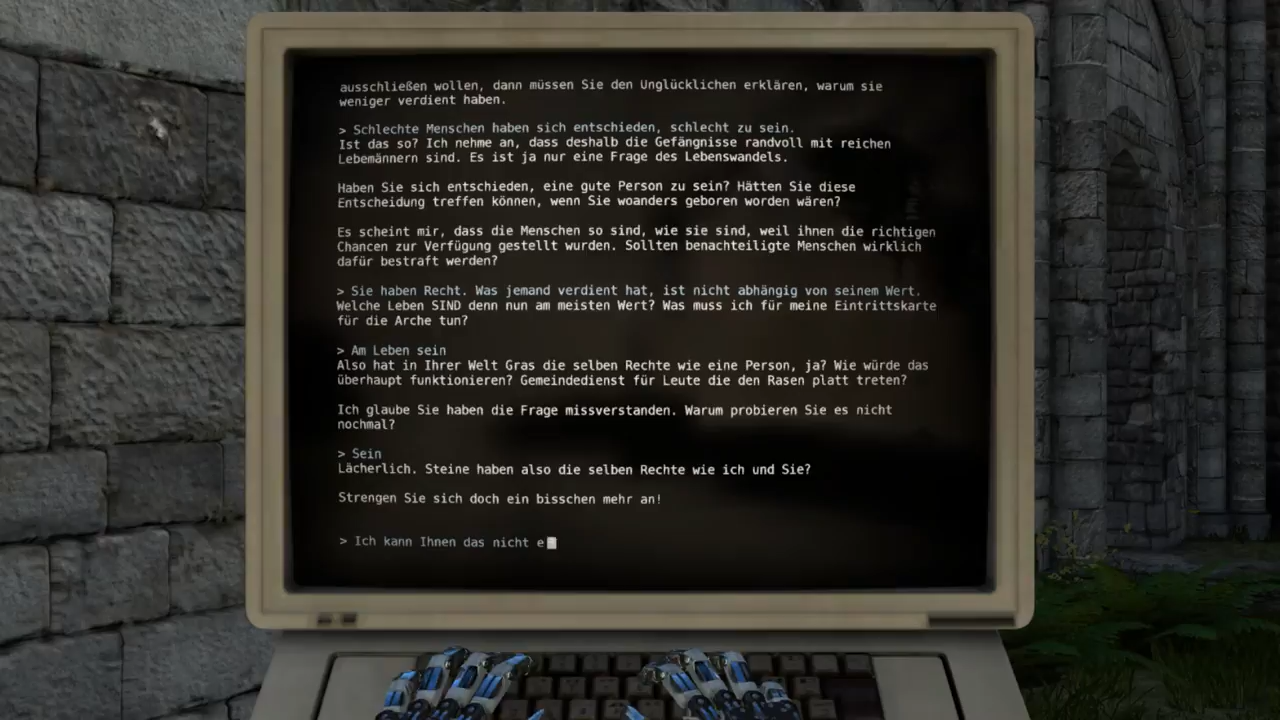 ausschließen wollen, dann müssen Sie den Unglücklichen erklären, warum sie
weniger verdient haben.
> Schlechte Menschen haben sich entschieden, schlecht zu sein.
Ist das so? Ich nehme an, dass deshalb die Gefängnisse randvoll mit reichen
Lebemännern sind. Es ist ja nur eine Frage des Lebenswandels.
Haben Sie sich entschieden, eine gute Person zu sein? Hätten Sie diese
Entscheidung treffen können, wenn Sie woanders geboren worden wären?
Es scheint mir, dass die Menschen so sind, wie sie sind, weil ihnen die richtigen
Chancen zur Verfügung gestellt wurden. Sollten benachteiligte Menschen wirklich
dafür bestraft werden?
> Sie haben Recht. Was jemand verdient hat, ist nicht abhängig von seinem Wert.
Welche Leben SIND denn nun am meisten Wert? Was muss ich für meine Eintrittskarte
für die Arche tun?
> Am Leben sein
Also hat in Ihrer Welt Gras die selben Rechte wie eine Person, ja? Wie würde das
überhaupt funktionieren? Gemeindedienst für Leute die den Rasen platt treten?
Ich glaube Sie haben die Frage missverstanden. Warum probieren Sie es nicht
nochmal?
> Sein
Lächerlich. Steine haben also die selben Rechte wie ich und Sie?
Strengen Sie sich doch ein bisschen mehr an!
> Ich kann Ihnen das nicht e